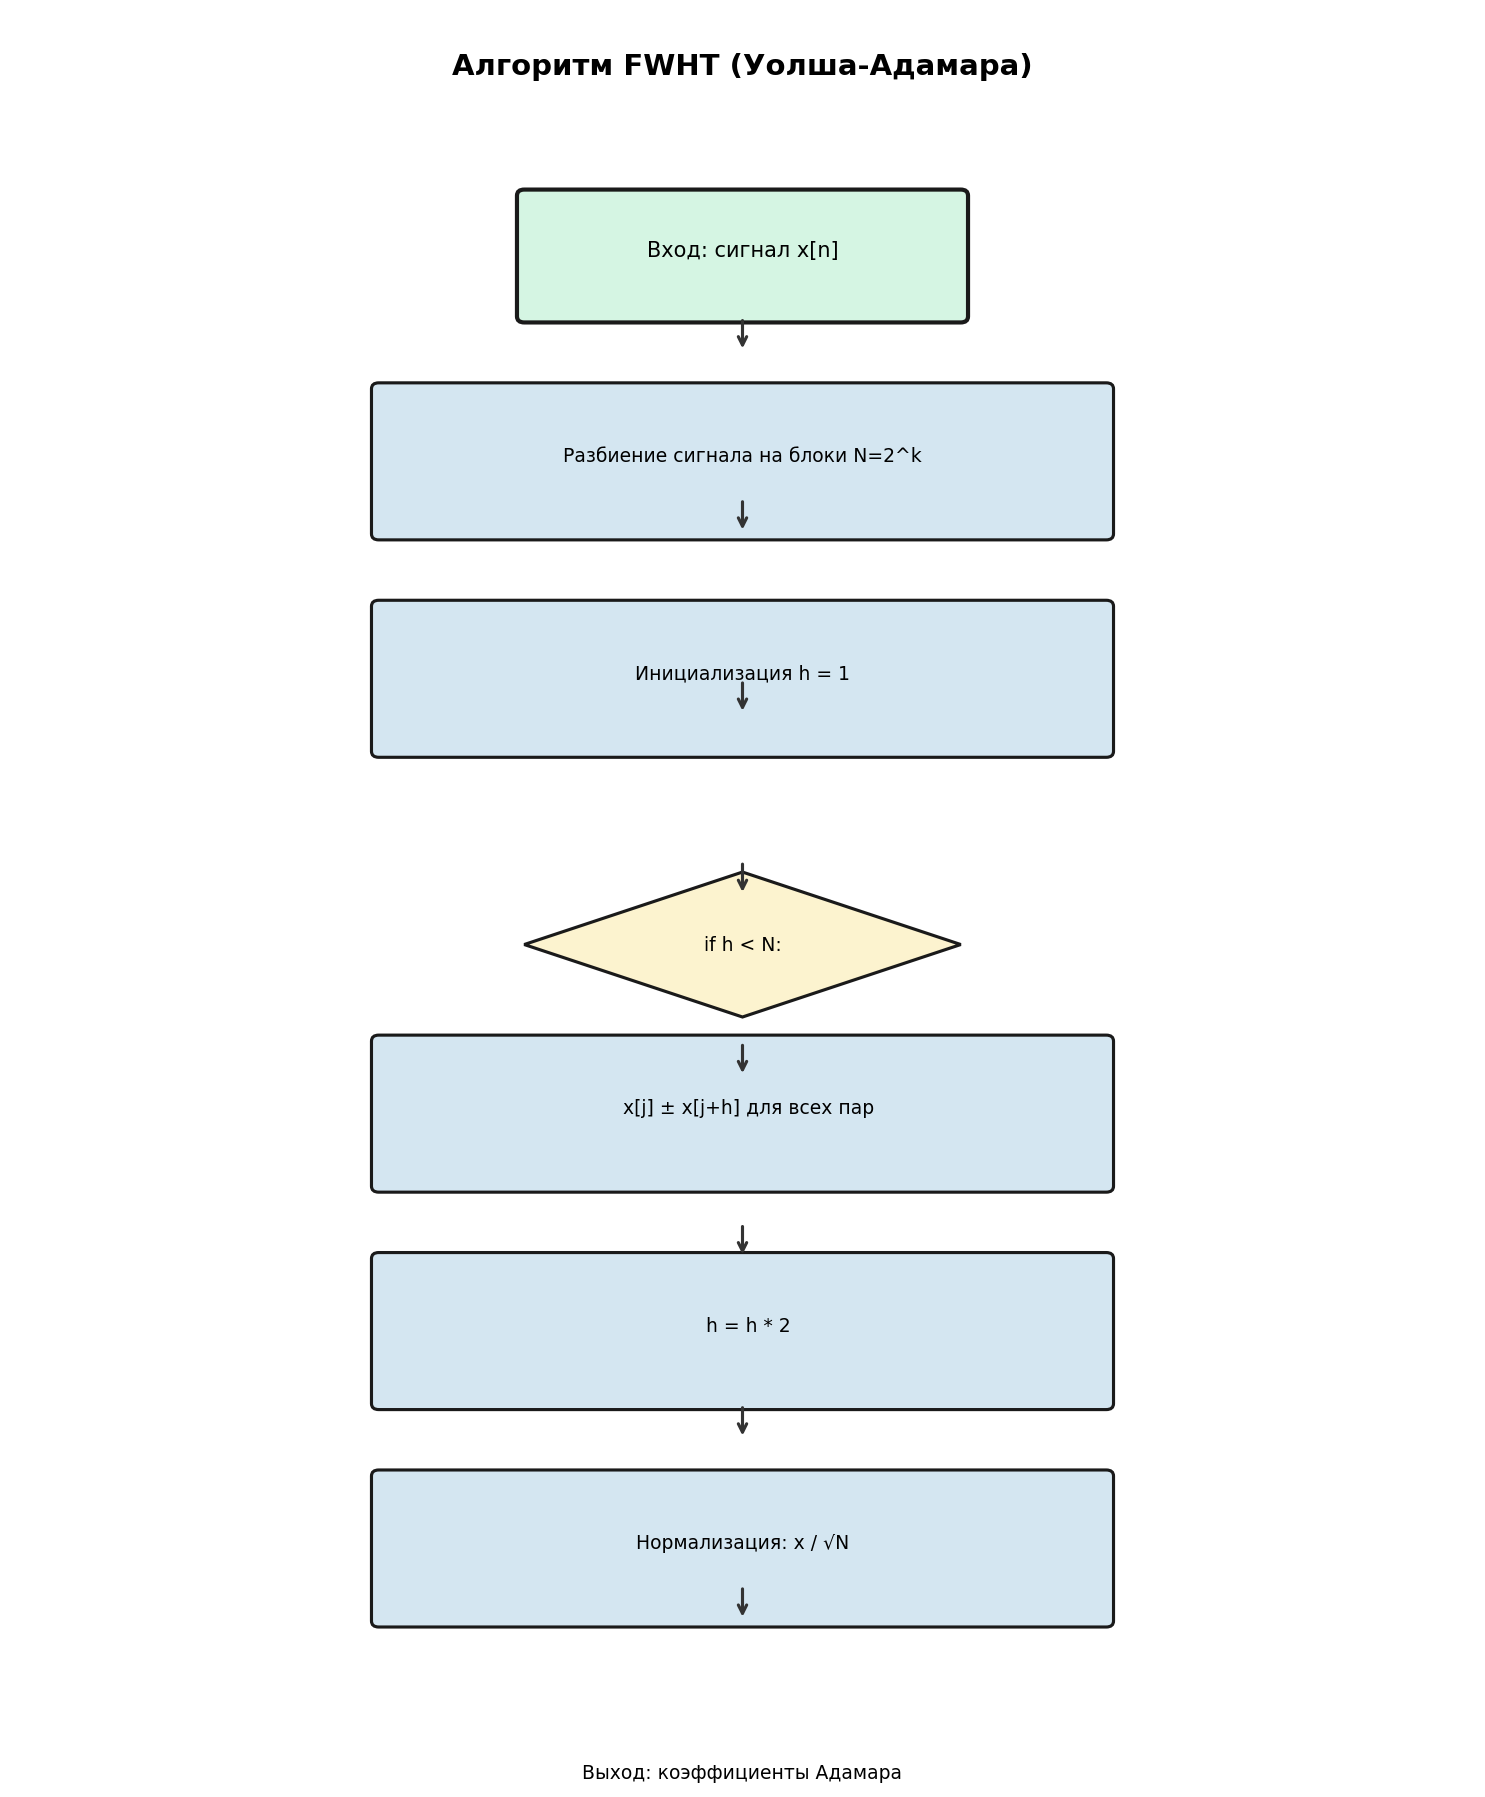 Алгоритм FWHT (Уолша-Адамара)
Вход: сигнал x[n]
Разбиение сигнала на блоки N=2^k
Инициализация h = 1
if h < N:
x[j] ± x[j+h] для всех пар
h = h * 2
Нормализация: x / √N
Выход: коэффициенты Адамара